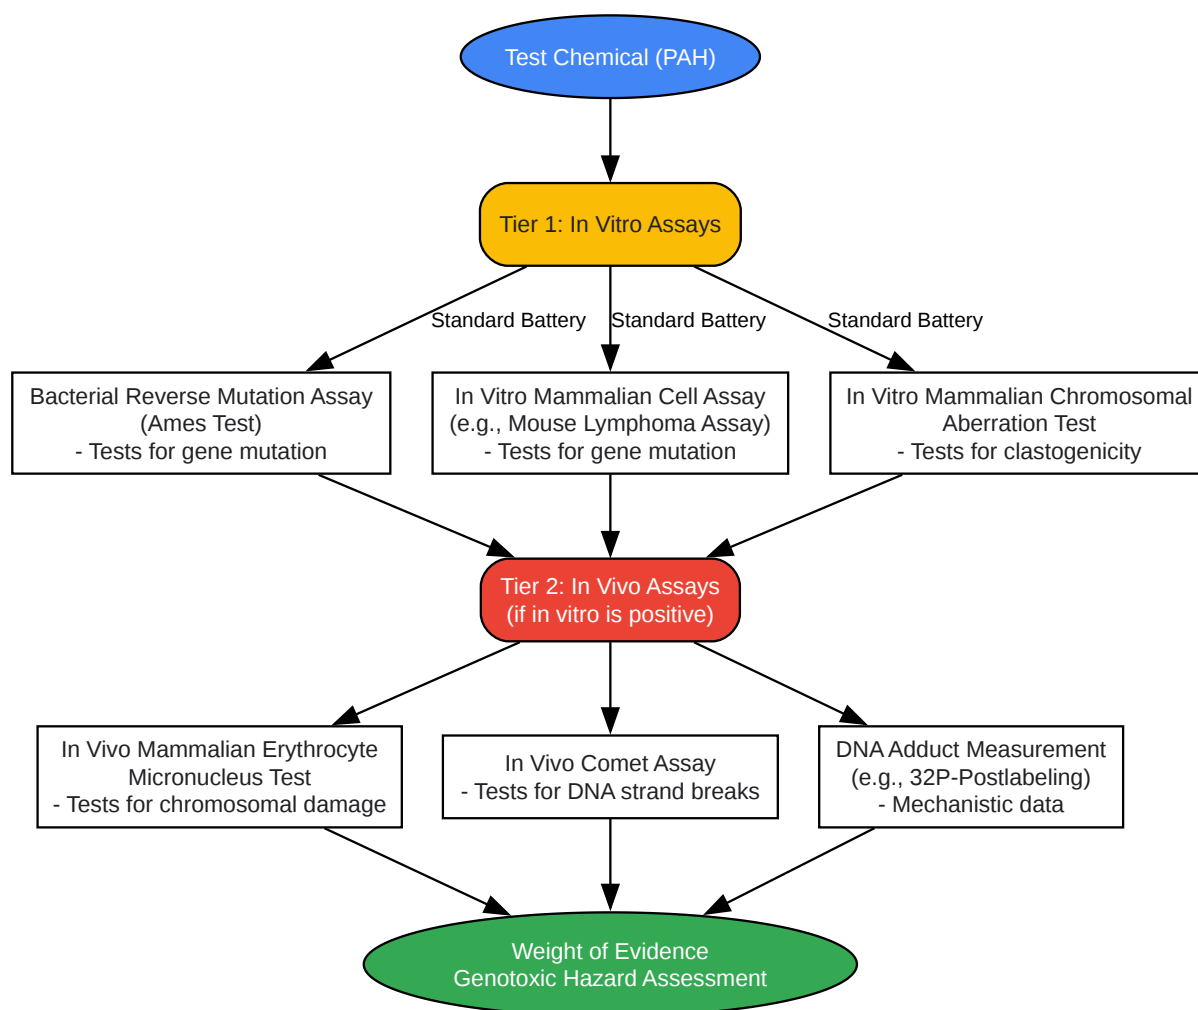 Test Chemical (PAH)
Tier 1: In Vitro Assays
Standard Battery
Standard Battery
Standard Battery
Bacterial Reverse Mutation Assay
(Ames Test)
- Tests for gene mutation
In Vitro Mammalian Cell Assay
(e.g., Mouse Lymphoma Assay)
- Tests for gene mutation
In Vitro Mammalian Chromosomal
Aberration Test
- Tests for clastogenicity
Tier 2: In Vivo Assays
(if in vitro is positive)
In Vivo Mammalian Erythrocyte
Micronucleus Test
- Tests for chromosomal damage
In Vivo Comet Assay
- Tests for DNA strand breaks
DNA Adduct Measurement
(e.g., 32P-Postlabeling)
- Mechanistic data
Weight of Evidence
Genotoxic Hazard Assessment